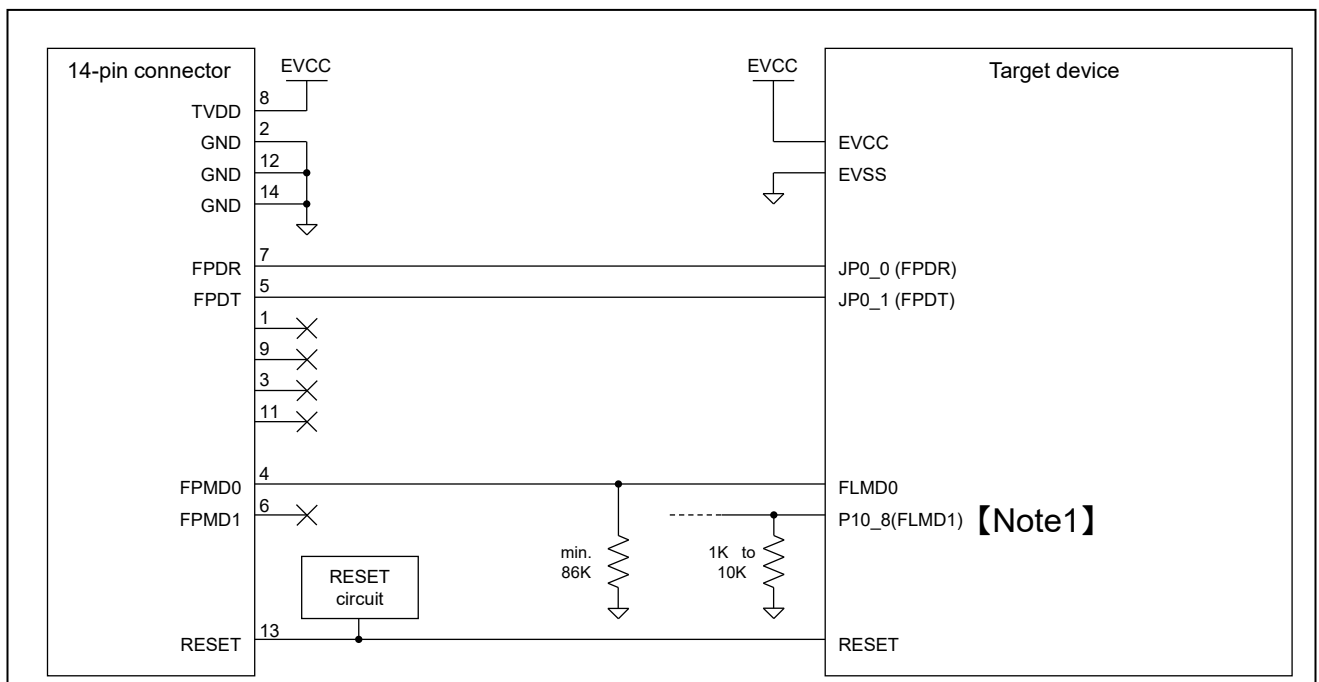 14-pin connector
EVCC
EVCC
Target device
TVDD
8
GND
2
GND
12
GND
14
EVCC
EVSS
FPDR
7
JP0_0 (FPDR)
FPDT
5
JP0_1 (FPDT)
1
9
3
11
FPMD0
4
FLMD0
FPMD1
6
P10_8(FLMD1) 【Note1】
min.
86K
1K to
10K
RESET
circuit
RESET
13
RESET